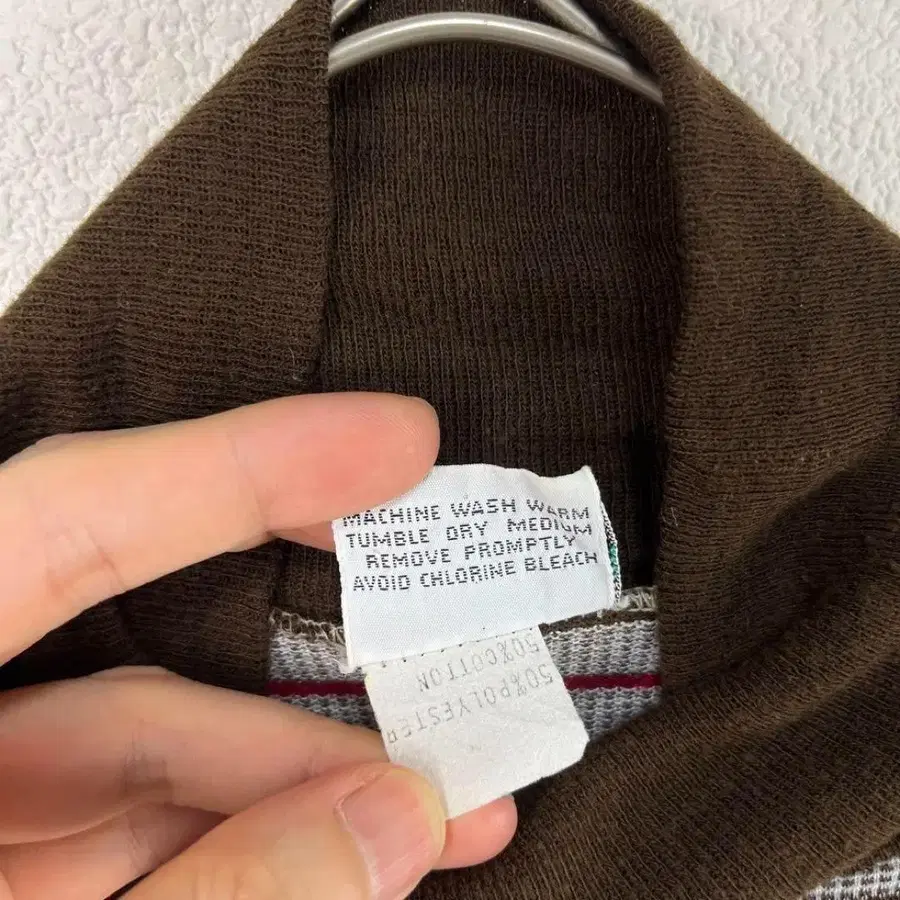 MACHINE WASH WARM
TUMBLE DRY MEDIUM
REMOVE PROMPTLY
AVOID CHLORINE BLEACH
50%POLYESTER
50%COTTON